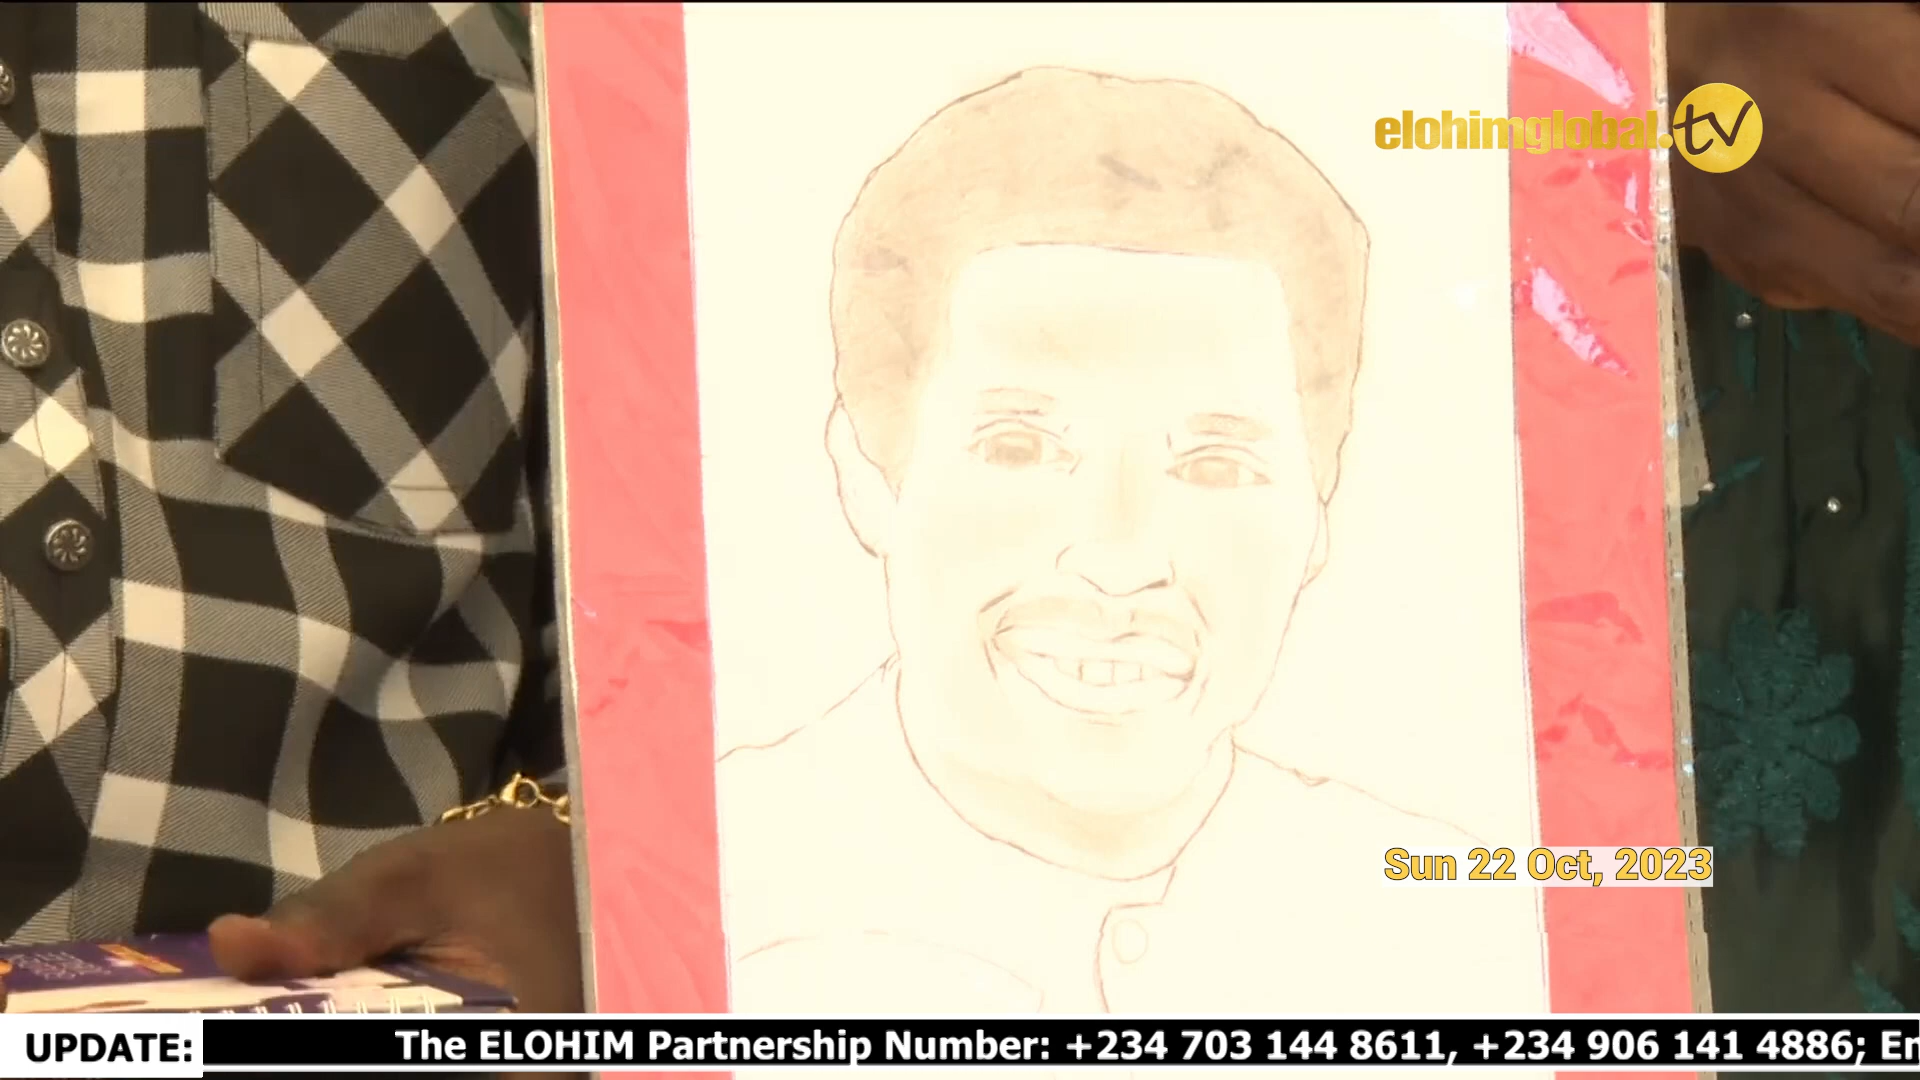 elohimglobal.tv
Sun 22 Oct, 2023
UPDATE:
The ELOHIM Partnership Number: +234 703 144 8611, +234 906 141 4886;